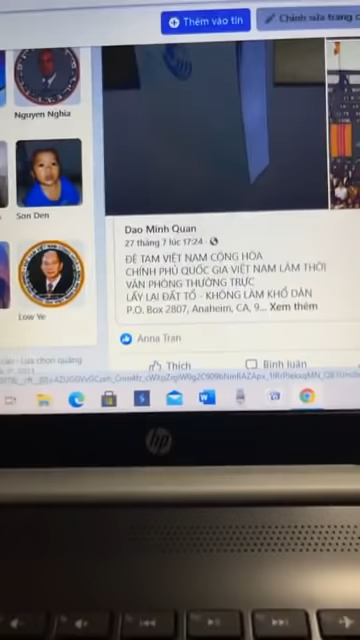 Thêm vào tin
Chỉnh sửa trang c
Nguyen Nghia
Son Den
Low Ye
Dao Minh Quan
27 tháng 7 lúc 17:24
ĐỆ TAM VIỆT NAM CỘNG HÒA
CHÍNH PHỦ QUỐC GIA VIỆT NAM LÂM THỜI
VĂN PHÒNG THƯỜNG TRỰC
LẤY LẠI ĐẤT TỔ - KHÔNG LÀM KHỔ DÂN
P.O. Box 2807, Anaheim, CA, 9... Xem thêm
Anna Tran
Thích
Bình luận
hp